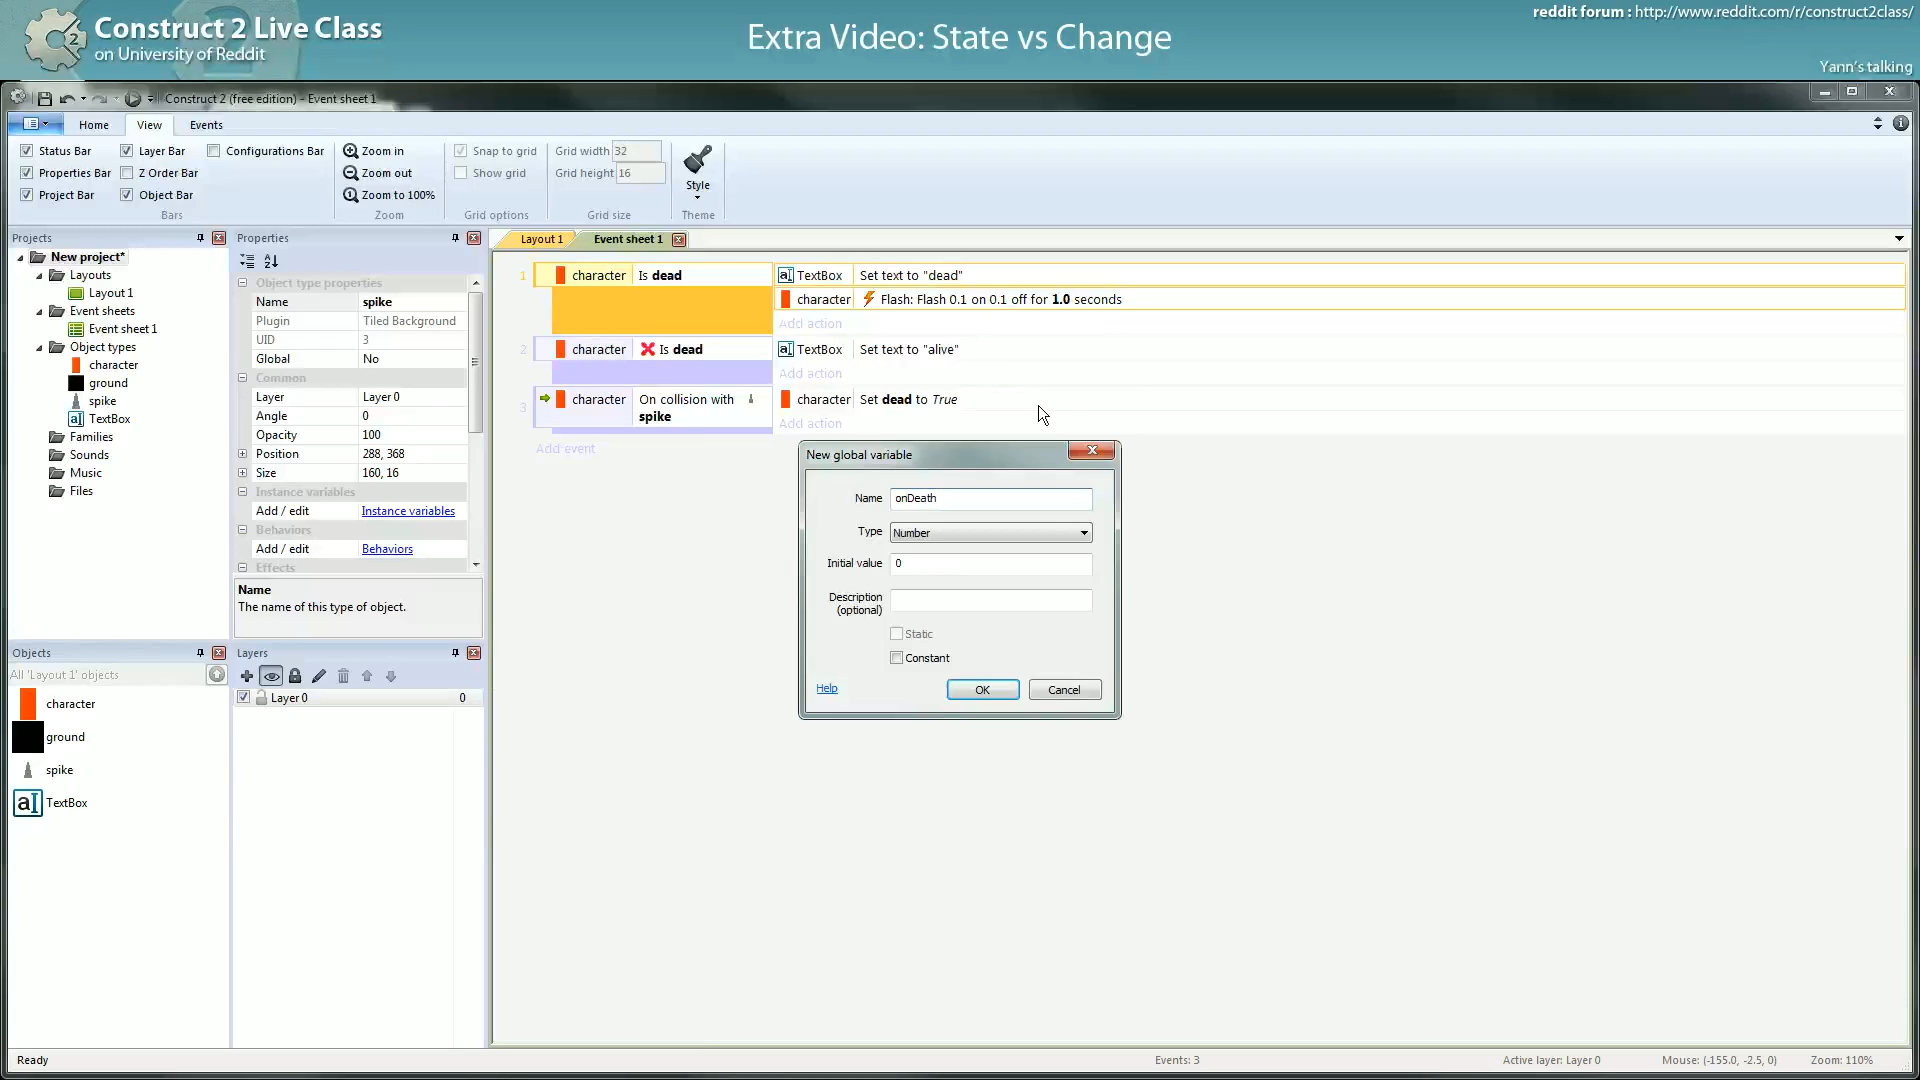 Construct 2 Live Class
on University of Reddit
Extra Video: State vs Change
reddit forum : http://www.reddit.com/r/construct2class/
Yann's talking
Construct 2 (free edition) - Event sheet 1
Home View Events
Status Bar Layer Bar Configurations Bar
Properties Bar Z Order Bar
Project Bar Object Bar
Bars
Zoom in
Zoom out
Zoom to 100%
Zoom
Snap to grid
Show grid
Grid options
Grid width 32
Grid height 16
Grid size
Style
Theme
Projects
New project*
Layouts
Layout 1
Event sheets
Event sheet 1
Object types
character
ground
spike
TextBox
Families
Sounds
Music
Files
Properties
Object type properties
Name spike
Plugin Tiled Background
UID 3
Global No
Common
Layer Layer 0
Angle 0
Opacity 100
Position 288, 368
Size 160, 16
Instance variables
Add / edit Instance variables
Behaviors
Add / edit Behaviors
Effects
Name
The name of this type of object.
Objects
All 'Layout 1' objects
character
ground
spike
aI TextBox
Layers
Layer 0 0
Layout 1 Event sheet 1
1 character Is dead TextBox Set text to "dead"
character Flash: Flash 0.1 on 0.1 off for 1.0 seconds
Add action
2 character Is dead TextBox Set text to "alive"
Add action
3 character On collision with spike character Set dead to True
Add action
Add event
New global variable
Name onDeath
Type Number
Initial value 0
Description
(optional)
Static
Constant
Help OK Cancel
Ready Events: 3 Active layer: Layer 0 Mouse: (-155.0, -2.5, 0) Zoom: 110%